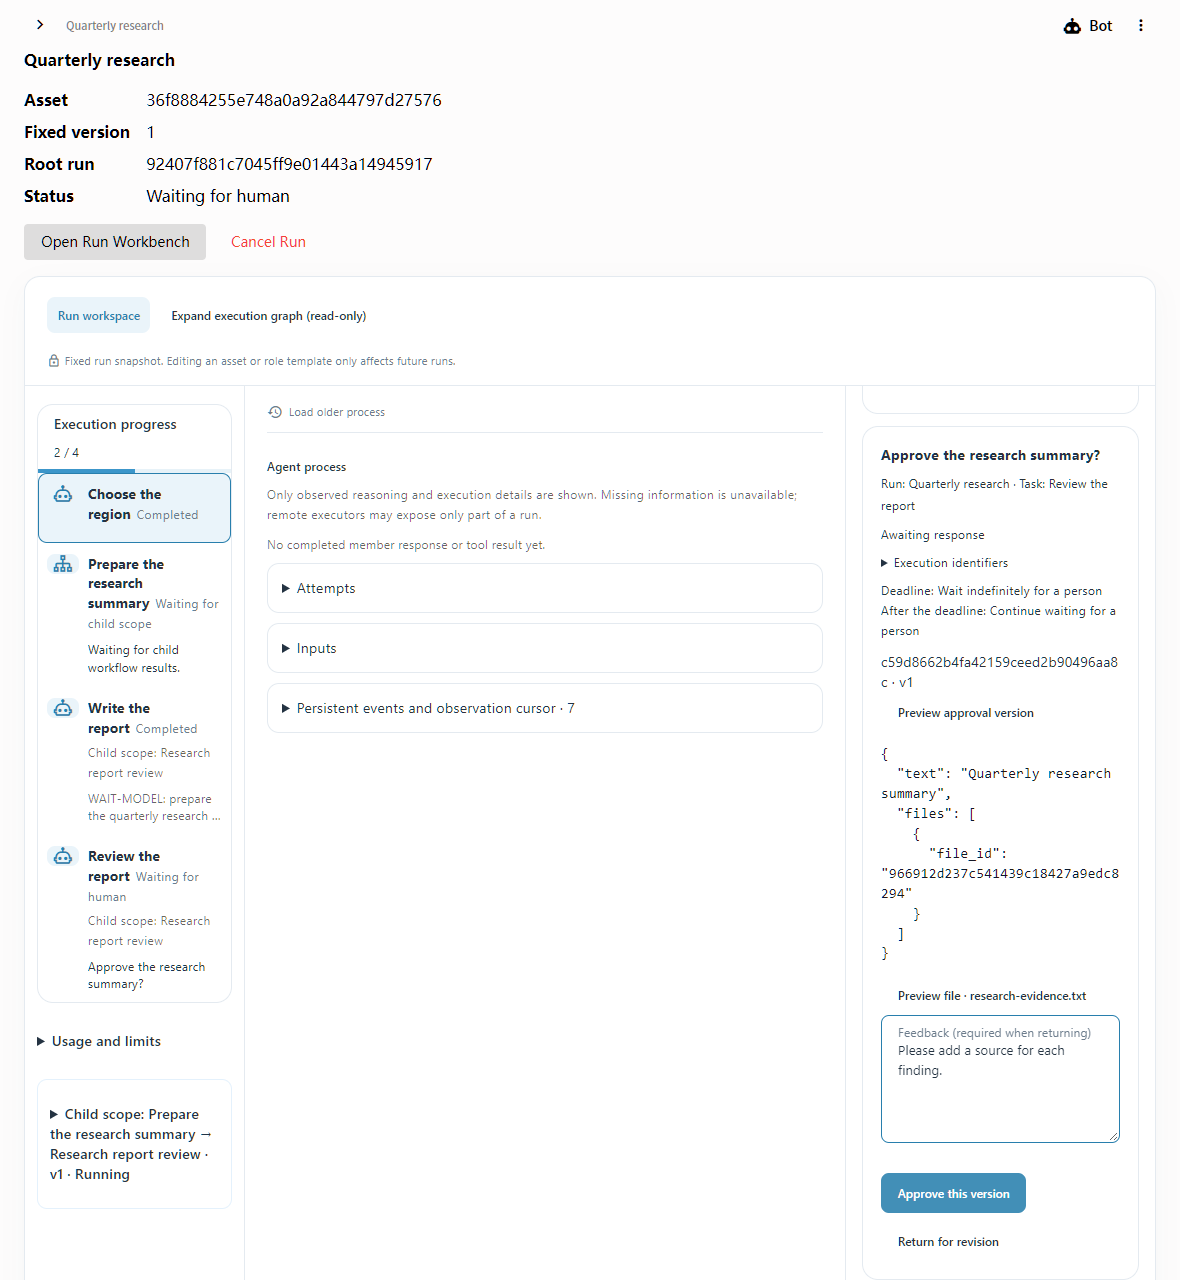 Quarterly research
Bot
Quarterly research
Asset 36f8884255e748a0a92a844797d27576
Fixed version 1
Root run 92407f881c7045ff9e01443a14945917
Status Waiting for human
Open Run Workbench Cancel Run
Run workspace Expand execution graph (read-only)
Fixed run snapshot. Editing an asset or role template only affects future runs.
Execution progress
2 / 4
Choose the
region Completed
Prepare the
research
summary Waiting for
child scope
Waiting for child
workflow results.
Write the
report Completed
Child scope: Research
report review
WAIT-MODEL: prepare
the quarterly research ...
Review the
report Waiting for
human
Child scope: Research
report review
Approve the research
summary?
Usage and limits
Child scope: Prepare
the research summary →
Research report review ·
v1 · Running
Load older process
Agent process
Only observed reasoning and execution details are shown. Missing information is unavailable;
remote executors may expose only part of a run.
No completed member response or tool result yet.
Attempts
Inputs
Persistent events and observation cursor · 7
Approve the research summary?
Run: Quarterly research · Task: Review the
report
Awaiting response
Execution identifiers
Deadline: Wait indefinitely for a person
After the deadline: Continue waiting for a
person
c59d8662b4fa42159ceed2b90496aa8
c · v1
Preview approval version
{
"text": "Quarterly research
summary",
"files": [
{
"file_id":
"966912d237c541439c18427a9edc8
294"
}
]
}
Preview file · research-evidence.txt
Feedback (required when returning)
Please add a source for each
finding.
Approve this version
Return for revision